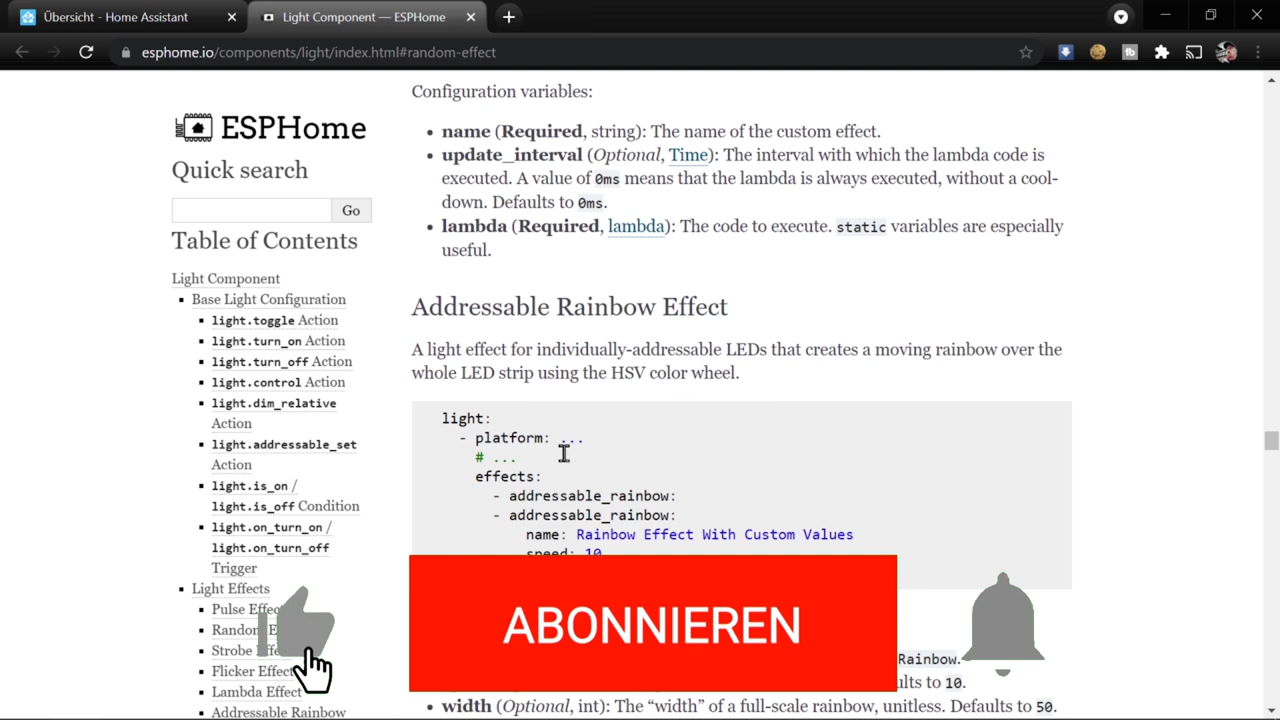 Übersicht - Home Assistant
Light Component — ESPHome
esphome.io/components/light/index.html#random-effect
ESPHome
Quick search
Go
Table of Contents
Light Component
Base Light Configuration
light.toggle Action
light.turn_on Action
light.turn_off Action
light.control Action
light.dim_relative
Action
light.addressable_set
Action
light.is_on /
light.is_off Condition
light.on_turn_on /
light.on_turn_off
Trigger
Light Effects
Pulse
Random
Strobe
Flicker Effect
Lambda Effect
Addressable Rainbow
Configuration variables:
name (Required, string): The name of the custom effect.
update_interval (Optional, Time): The interval with which the lambda code is
executed. A value of 0ms means that the lambda is always executed, without a cool-
down. Defaults to 0ms.
lambda (Required, lambda): The code to execute. static variables are especially
useful.
Addressable Rainbow Effect
A light effect for individually-addressable LEDs that creates a moving rainbow over the
whole LED strip using the HSV color wheel.
light:
- platform: ...
# ...
effects:
- addressable_rainbow:
- addressable_rainbow:
name: Rainbow Effect With Custom Values
speed: 10
ABONNIEREN
Rainbow.
to 10.
width (Optional, int): The “width” of a full-scale rainbow, unitless. Defaults to 50.